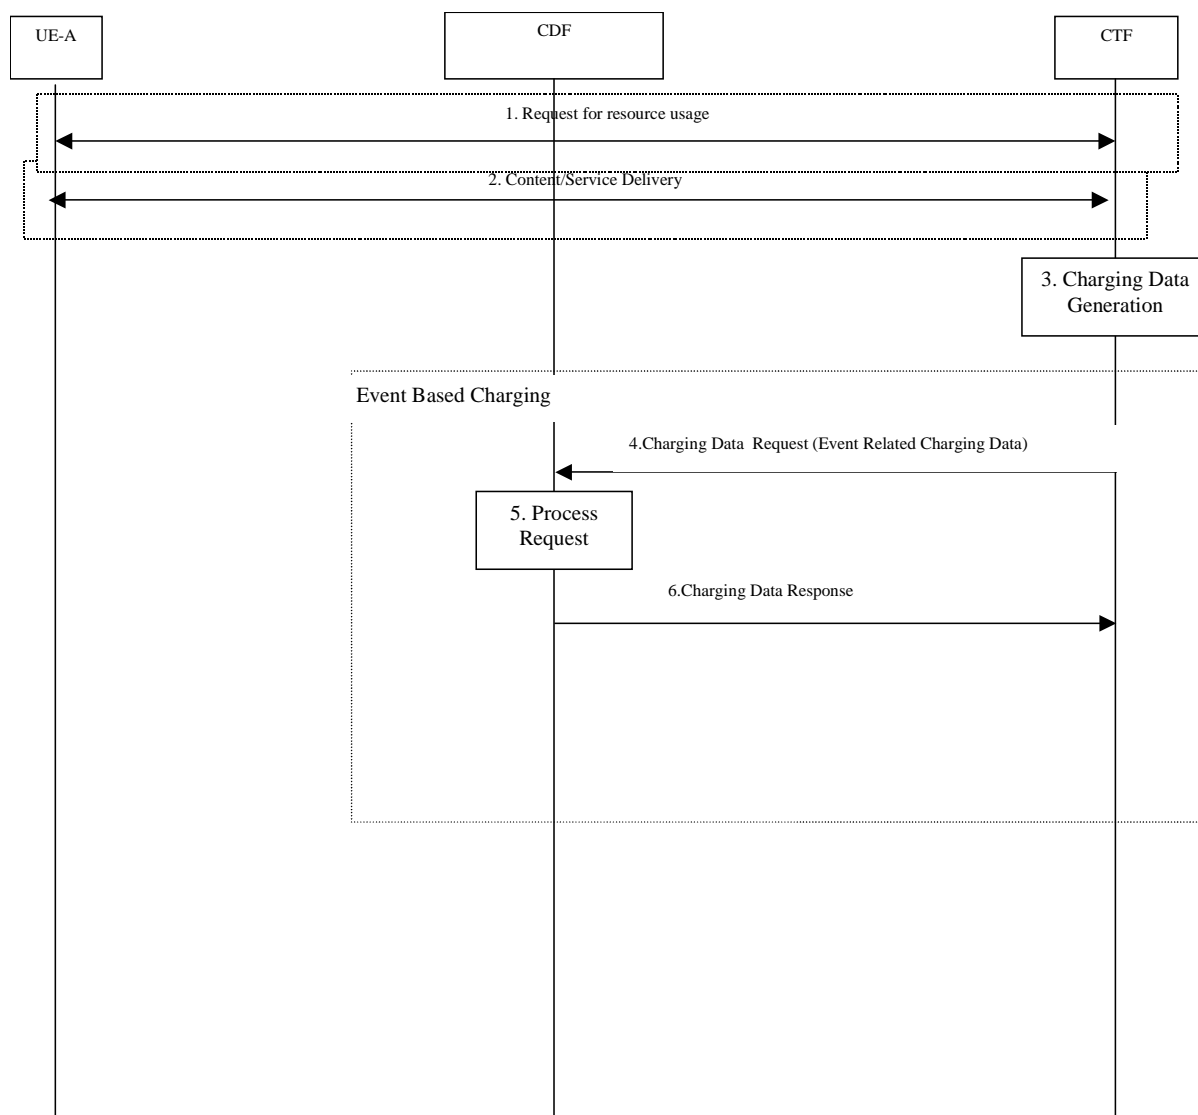 UE-A
CDF
CTF
1. Request for resource usage
2. Content/Service Delivery
3. Charging Data
Generation
Event Based Charging
4.Charging Data  Request (Event Related Charging Data)
5. Process
Request
6.Charging Data Response